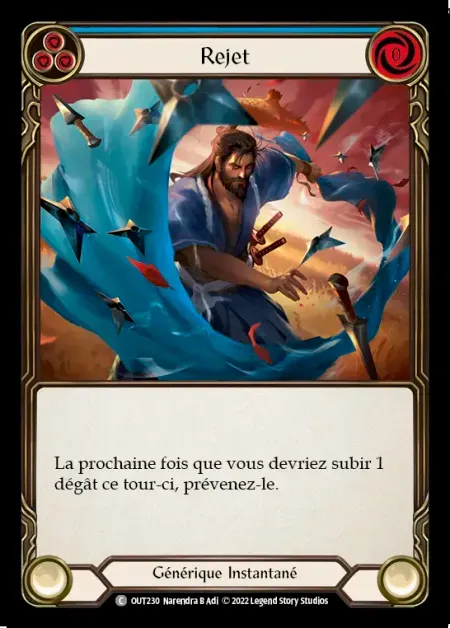 Rejet
0
La prochaine fois que vous devriez subir 1
dégât ce tour-ci, prévenez-le.
Générique Instantané
C OUT230 Narendra B Adi © 2022 Legend Story Studios